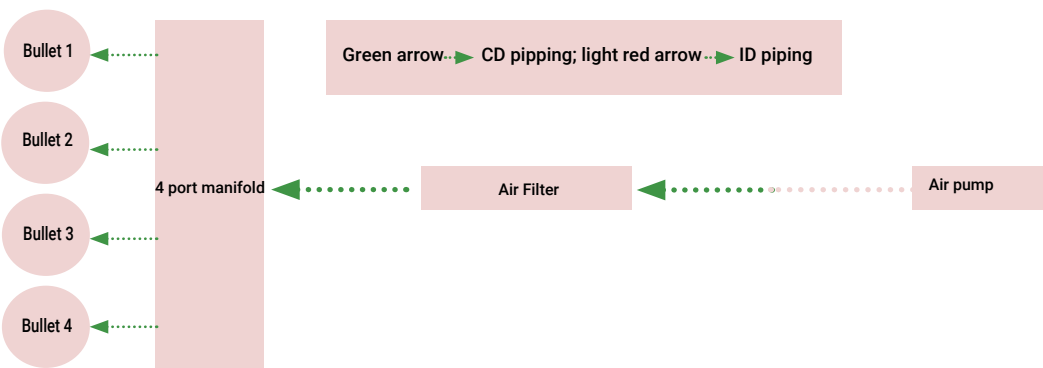 Bullet 1
Green arrow CD pipping; light red arrow ID piping
Bullet 2
4 port manifold
Air Filter
Air pump
Bullet 3
Bullet 4